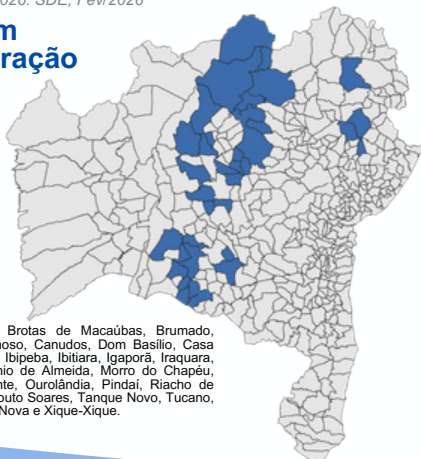 2026. SDE, Fev/2026
m
ração
Brotas de Macaúbas, Brumado,
oso, Canudos, Dom Basílio, Casa
Ibipeba, Ibitiara, Igaporã, Iraquara,
nio de Almeida, Morro do Chapéu,
nte, Ourolândia, Pindaí, Riacho de
outo Soares, Tanque Novo, Tucano,
Nova e Xique-Xique.